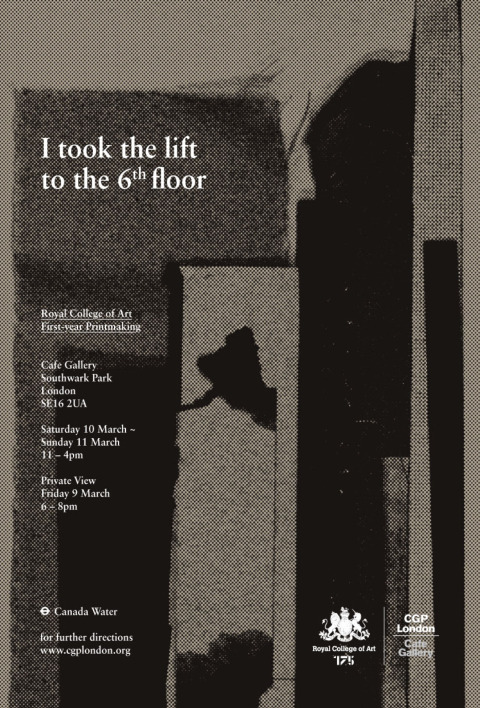 I took the lift
to the 6th floor
Royal College of Art
First-year Printmaking
Cafe Gallery
Southwark Park
London
SE16 2UA
Saturday 10 March ~
Sunday 11 March
11 – 4pm
Private View
Friday 9 March
6 – 8pm
Canada Water
for further directions
www.cgplondon.org
Royal College of Art
175
CGP
London
Cafe
Gallery